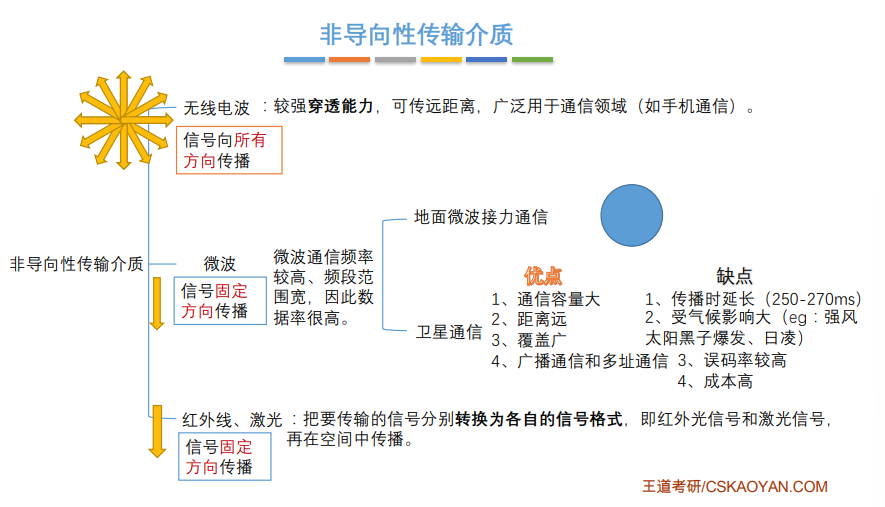 非导向性传输介质
无线电波
：较强穿透能力，可传远距离，广泛用于通信领域（如手机通信）。
信号向所有
方向传播
非导向性传输介质
微波
信号固定
方向传播
微波通信频率
较高、频段范
围宽，因此数
据率很高。
地面微波接力通信
卫星通信
优点
1、通信容量大
2、距离远
3、覆盖广
4、广播通信和多址通信
缺点
1、传播时延长（250-270ms）
2、受气候影响大（eg：强风
太阳黑子爆发、日凌）
3、误码率较高
4、成本高
红外线、激光
：把要传输的信号分别转换为各自的信号格式，即红外光信号和激光信号，
再在空间中传播。
信号固定
方向传播
王道考研/CSKAOYAN.COM